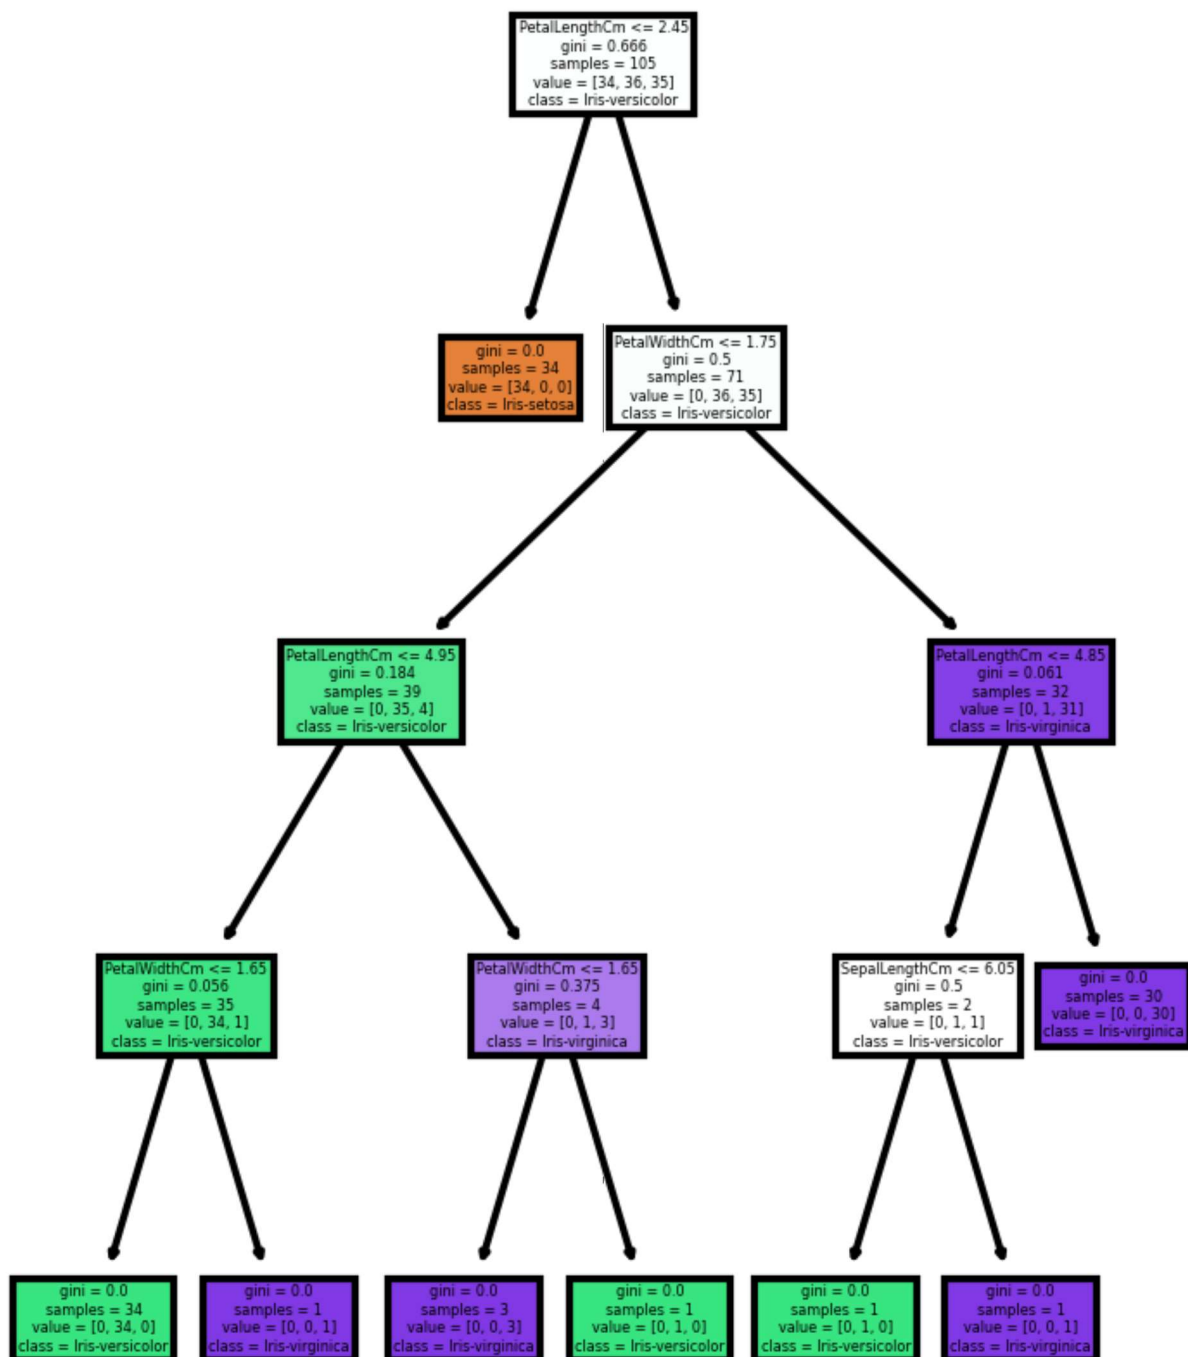 PetalLengthCm <= 2.45
gini = 0.666
samples = 105
value = [34, 36, 35]
class = Iris-versicolor
gini = 0.0
samples = 34
value = [34, 0, 0]
class = Iris-setosa
PetalWidthCm <= 1.75
gini = 0.5
samples = 71
value = [0, 36, 35]
class = Iris-versicolor
PetalLengthCm <= 4.95
gini = 0.184
samples = 39
value = [0, 35, 4]
class = Iris-versicolor
PetalLengthCm <= 4.85
gini = 0.061
samples = 32
value = [0, 1, 31]
class = Iris-virginica
PetalWidthCm <= 1.65
gini = 0.056
samples = 35
value = [0, 34, 1]
class = Iris-versicolor
PetalWidthCm <= 1.65
gini = 0.375
samples = 4
value = [0, 1, 3]
class = Iris-virginica
SepalLengthCm <= 6.05
gini = 0.5
samples = 2
value = [0, 1, 1]
class = Iris-versicolor
gini = 0.0
samples = 30
value = [0, 0, 30]
class = Iris-virginica
gini = 0.0
samples = 34
value = [0, 34, 0]
class = Iris-versicolor
gini = 0.0
samples = 1
value = [0, 0, 1]
class = Iris-virginica
gini = 0.0
samples = 3
value = [0, 0, 3]
class = Iris-virginica
gini = 0.0
samples = 1
value = [0, 1, 0]
class = Iris-versicolor
gini = 0.0
samples = 1
value = [0, 1, 0]
class = Iris-versicolor
gini = 0.0
samples = 1
value = [0, 0, 1]
class = Iris-virginica